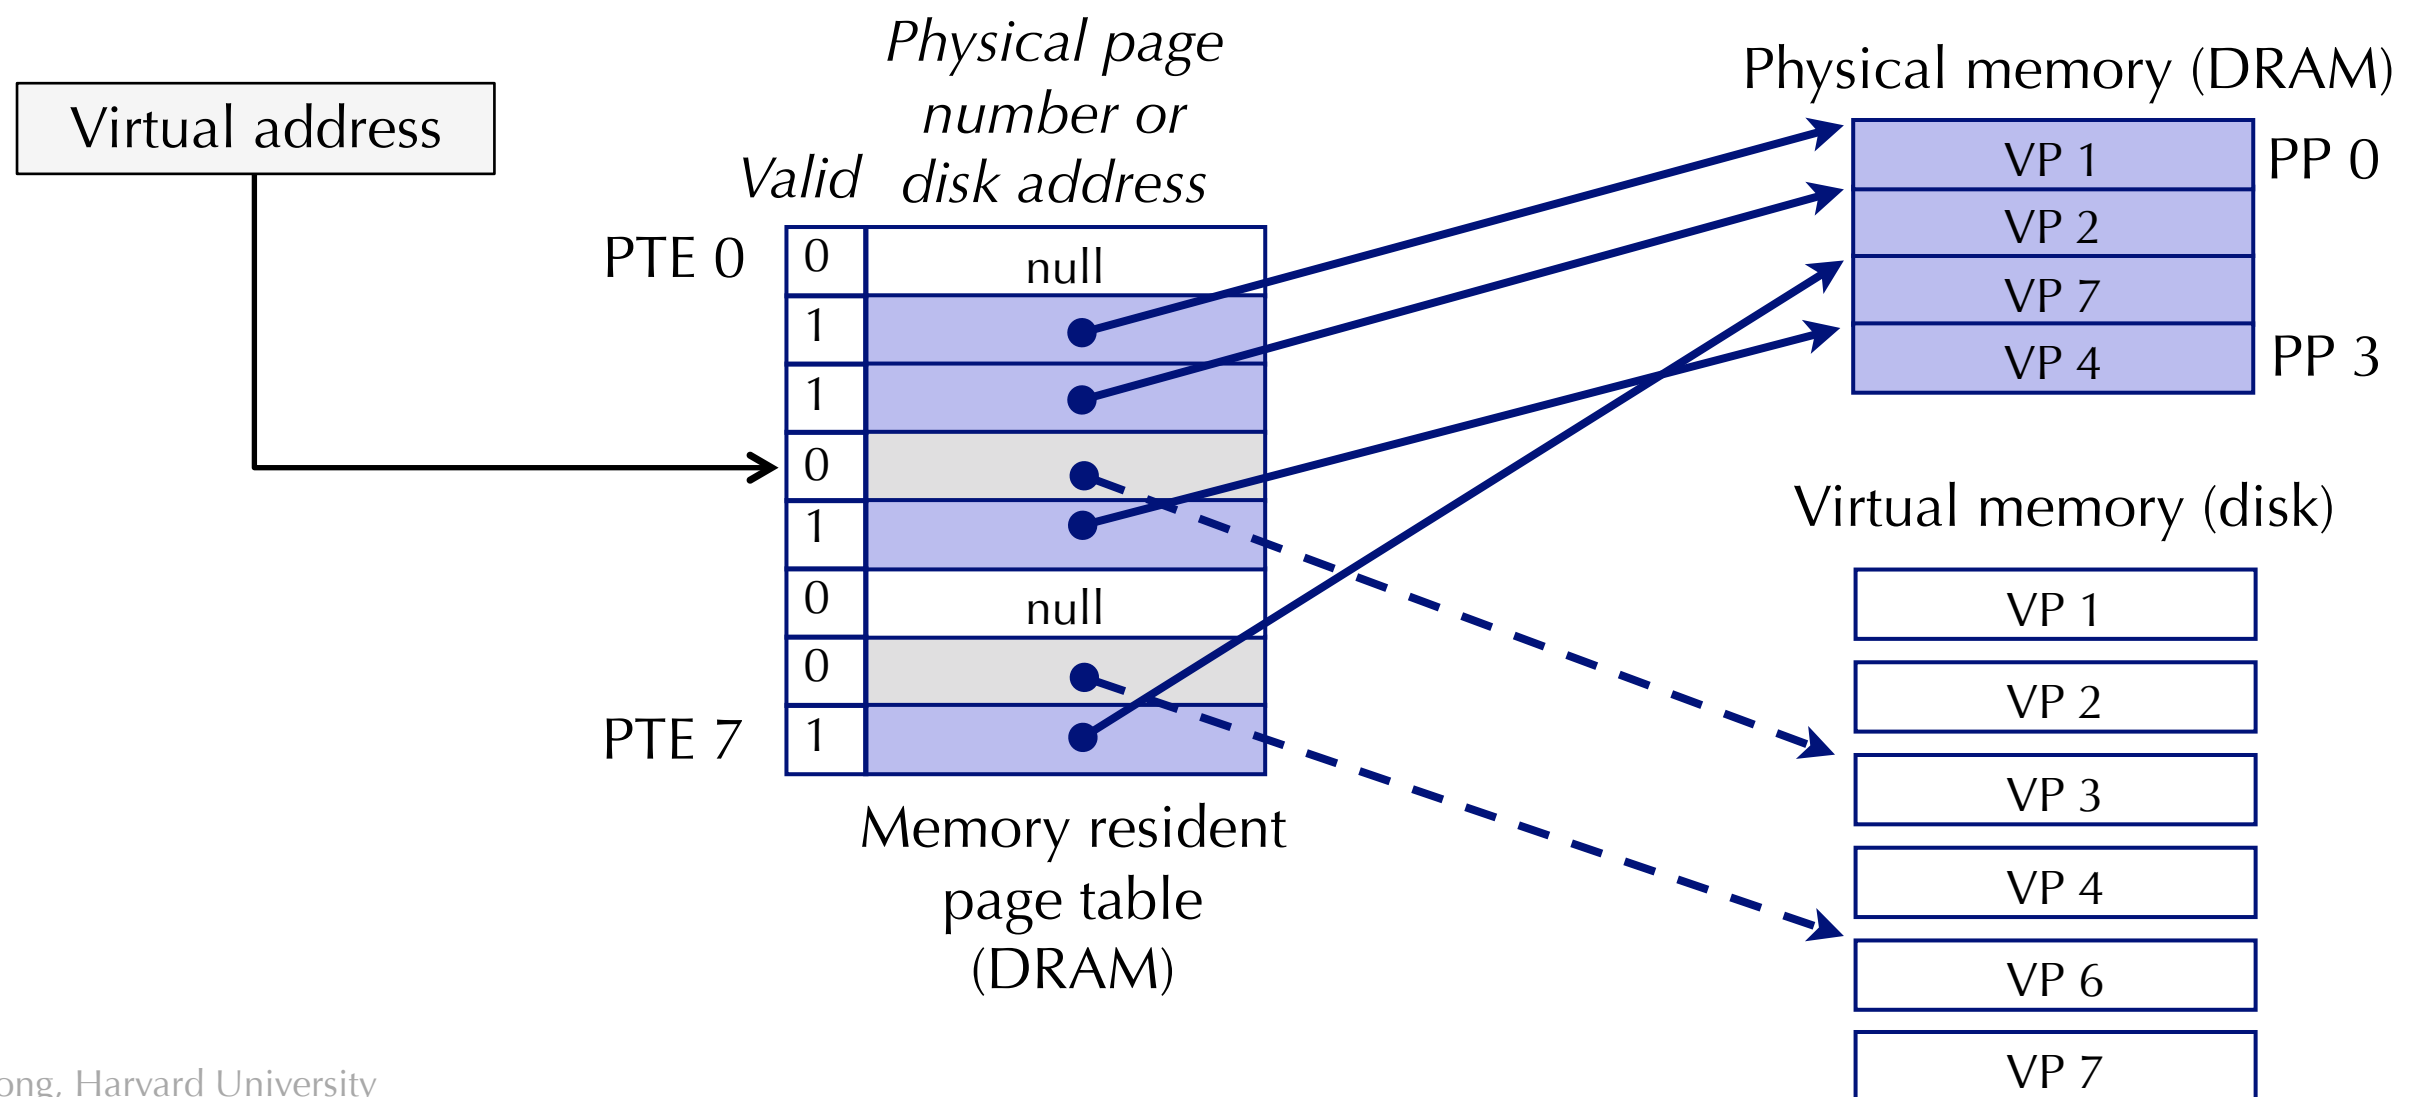 Virtual address
Physical page
number or
disk address
Valid
PTE 0
0
null
1
1
0
1
0
null
0
PTE 7
1
Memory resident
page table
(DRAM)
Physical memory (DRAM)
VP 1
PP 0
VP 2
VP 7
VP 4
PP 3
Virtual memory (disk)
VP 1
VP 2
VP 3
VP 4
VP 6
VP 7
ong, Harvard University